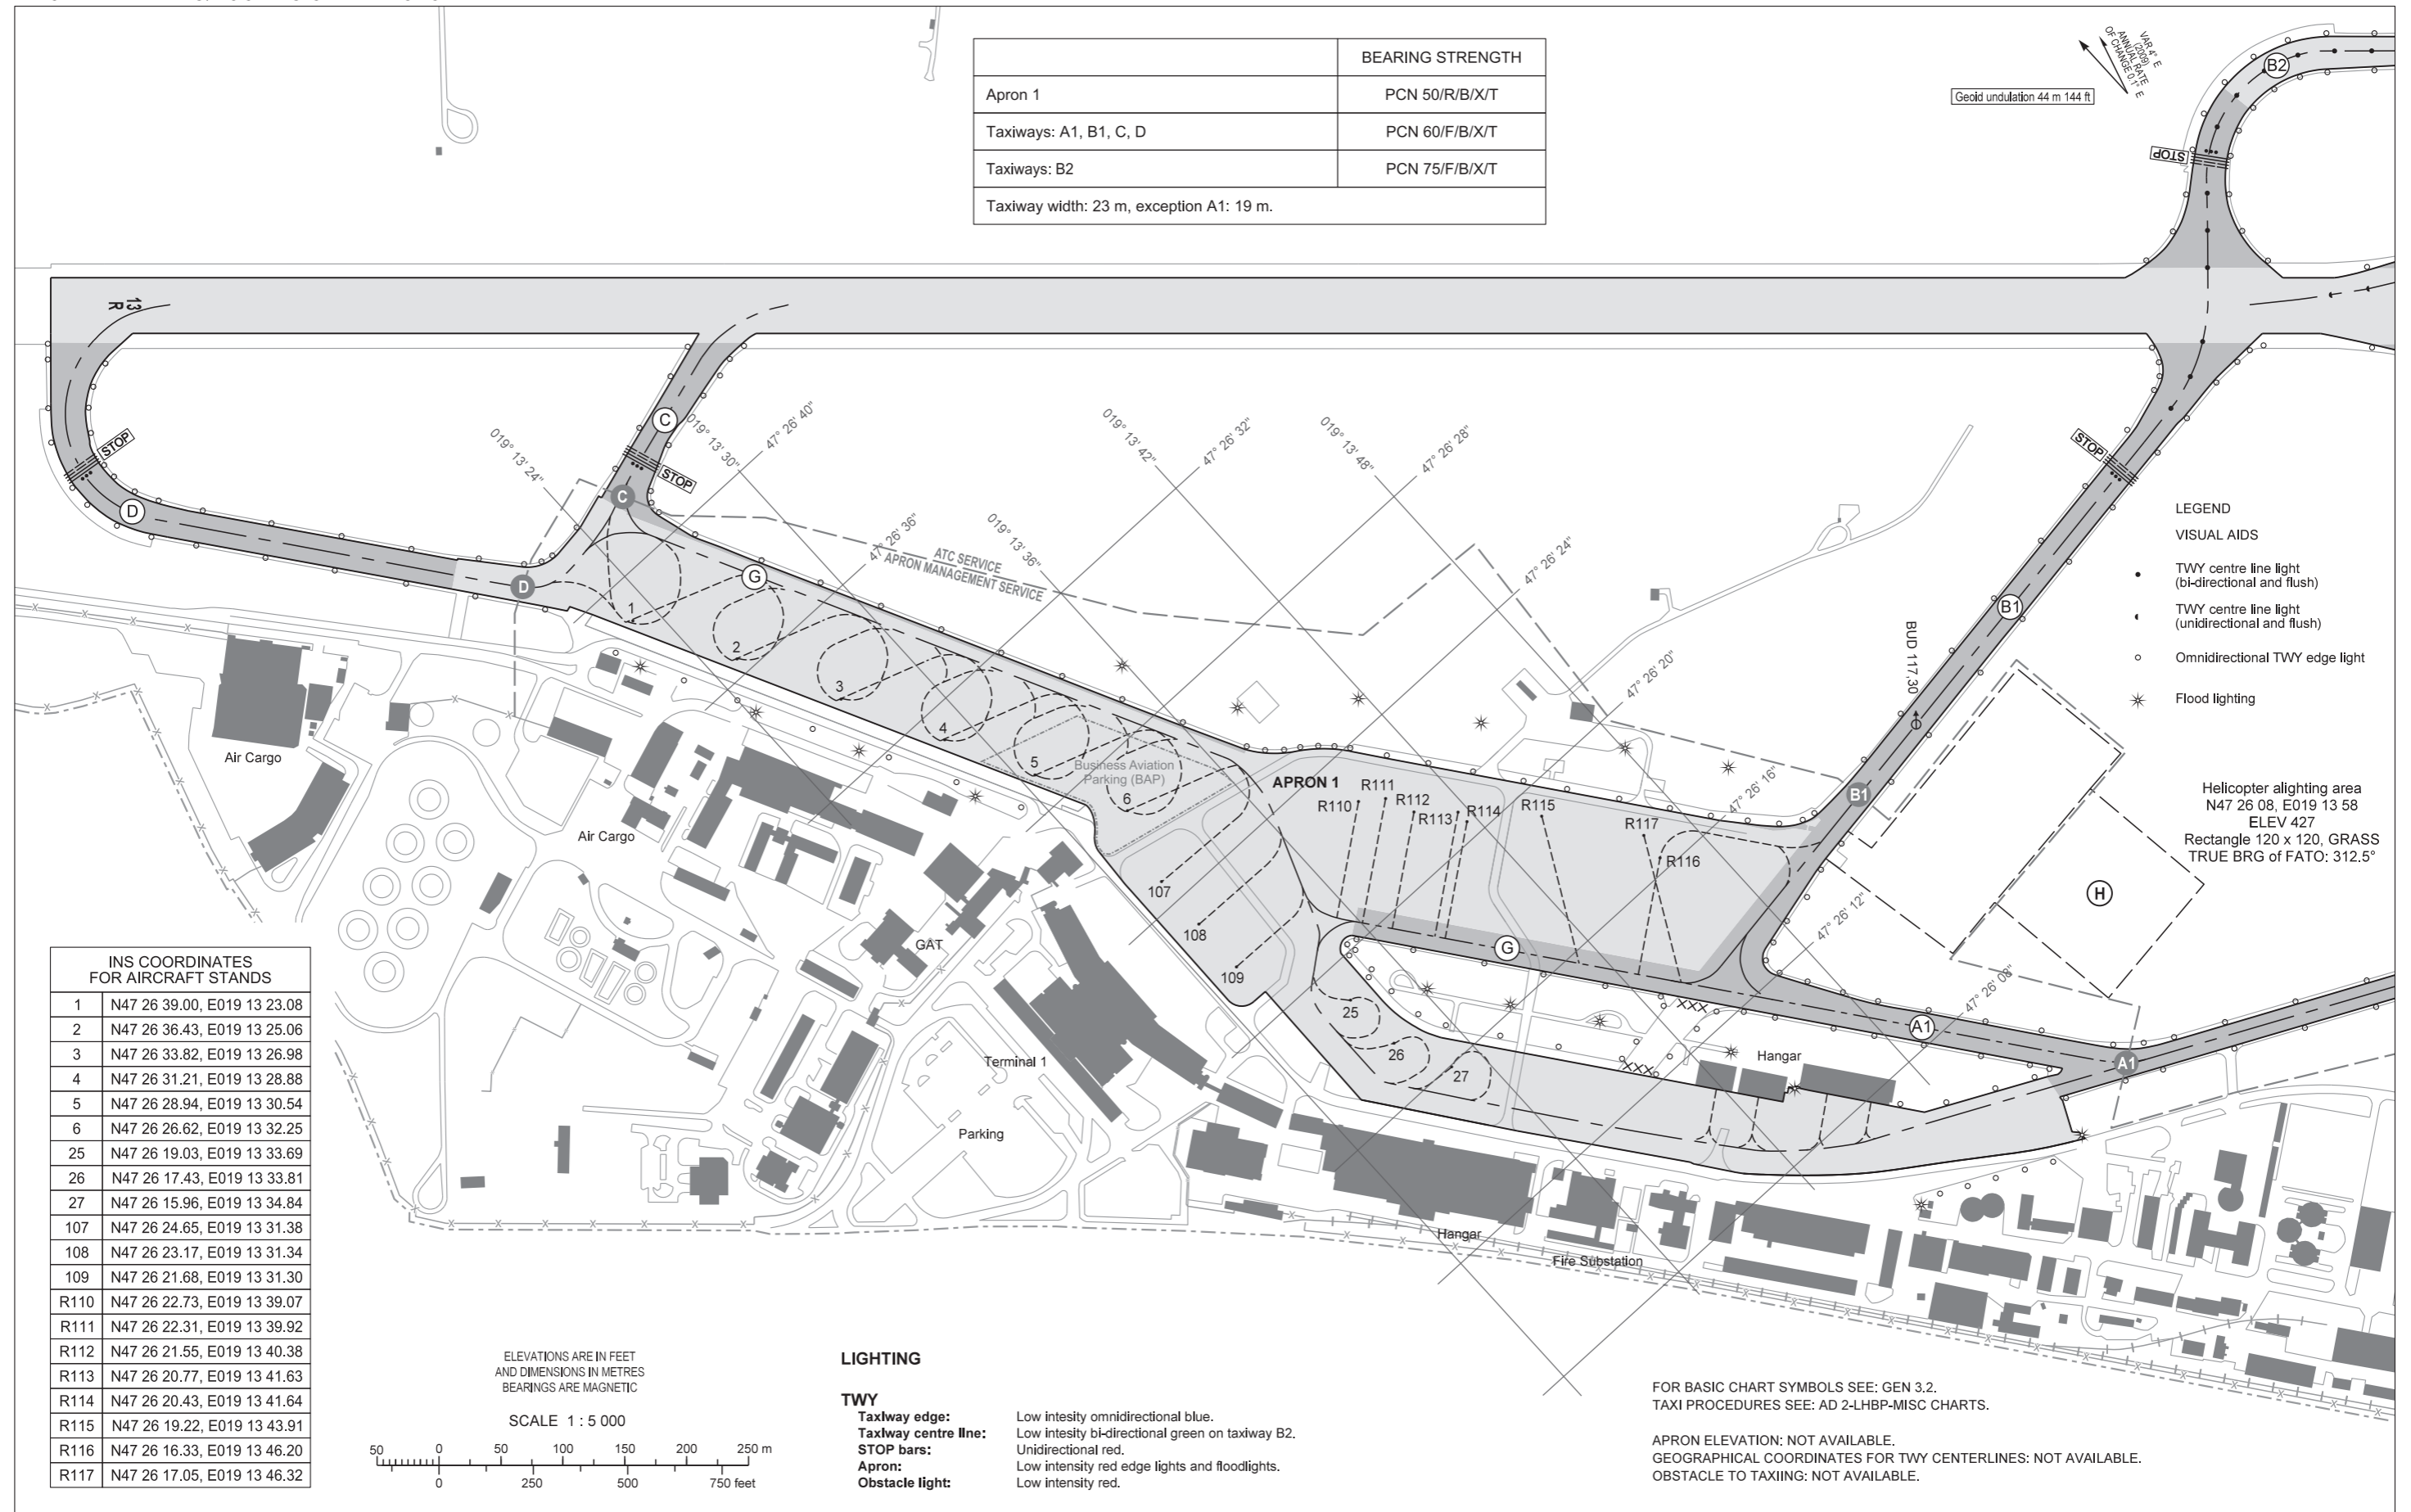 BEARING STRENGTH
Apron 1 PCN 50/R/B/X/T
Taxiways: A1, B1, C, D PCN 60/F/B/X/T
Taxiways: B2 PCN 75/F/B/X/T
Taxiway width: 23 m, exception A1: 19 m.
VAR 4° E
(2009)
ANNUAL RATE
OF CHANGE 0.1° E
Geoid undulation 44 m 144 ft
B2
STOP
13
R
STOP
D
C
STOP
C
D
G
019° 13' 24"
019° 13' 30"
47° 26' 40"
47° 26' 36"
019° 13' 36"
019° 13' 42"
47° 26' 32"
019° 13' 48"
47° 26' 28"
47° 26' 24"
47° 26' 20"
47° 26' 16"
47° 26' 12"
47° 26' 08"
ATC SERVICE
APRON MANAGEMENT SERVICE
STOP
B1
BUD 117,30
B1
LEGEND
VISUAL AIDS
TWY centre line light
(bi-directional and flush)
TWY centre line light
(unidirectional and flush)
Omnidirectional TWY edge light
Flood lighting
Helicopter alighting area
N47 26 08, E019 13 58
ELEV 427
Rectangle 120 x 120, GRASS
TRUE BRG of FATO: 312.5°
H
1
2
3
4
5
6
Business Aviation
Parking (BAP)
APRON 1
R110
R111
R112
R113
R114
R115
R117
R116
107
108
109
G
25
26
27
A1
A1
Hangar
Air Cargo
Air Cargo
GAT
Terminal 1
Parking
Hangar
Fire Substation
INS COORDINATES
FOR AIRCRAFT STANDS
1 N47 26 39.00, E019 13 23.08
2 N47 26 36.43, E019 13 25.06
3 N47 26 33.82, E019 13 26.98
4 N47 26 31.21, E019 13 28.88
5 N47 26 28.94, E019 13 30.54
6 N47 26 26.62, E019 13 32.25
25 N47 26 19.03, E019 13 33.69
26 N47 26 17.43, E019 13 33.81
27 N47 26 15.96, E019 13 34.84
107 N47 26 24.65, E019 13 31.38
108 N47 26 23.17, E019 13 31.34
109 N47 26 21.68, E019 13 31.30
R110 N47 26 22.73, E019 13 39.07
R111 N47 26 22.31, E019 13 39.92
R112 N47 26 21.55, E019 13 40.38
R113 N47 26 20.77, E019 13 41.63
R114 N47 26 20.43, E019 13 41.64
R115 N47 26 19.22, E019 13 43.91
R116 N47 26 16.33, E019 13 46.20
R117 N47 26 17.05, E019 13 46.32
ELEVATIONS ARE IN FEET
AND DIMENSIONS IN METRES
BEARINGS ARE MAGNETIC
SCALE 1 : 5 000
50 0 50 100 150 200 250 m
0 250 500 750 feet
LIGHTING
TWY
Taxiway edge: Low intesity omnidirectional blue.
Taxiway centre line: Low intesity bi-directional green on taxiway B2.
STOP bars: Unidirectional red.
Apron: Low intensity red edge lights and floodlights.
Obstacle light: Low intensity red.
FOR BASIC CHART SYMBOLS SEE: GEN 3.2.
TAXI PROCEDURES SEE: AD 2-LHBP-MISC CHARTS.
APRON ELEVATION: NOT AVAILABLE.
GEOGRAPHICAL COORDINATES FOR TWY CENTERLINES: NOT AVAILABLE.
OBSTACLE TO TAXIING: NOT AVAILABLE.